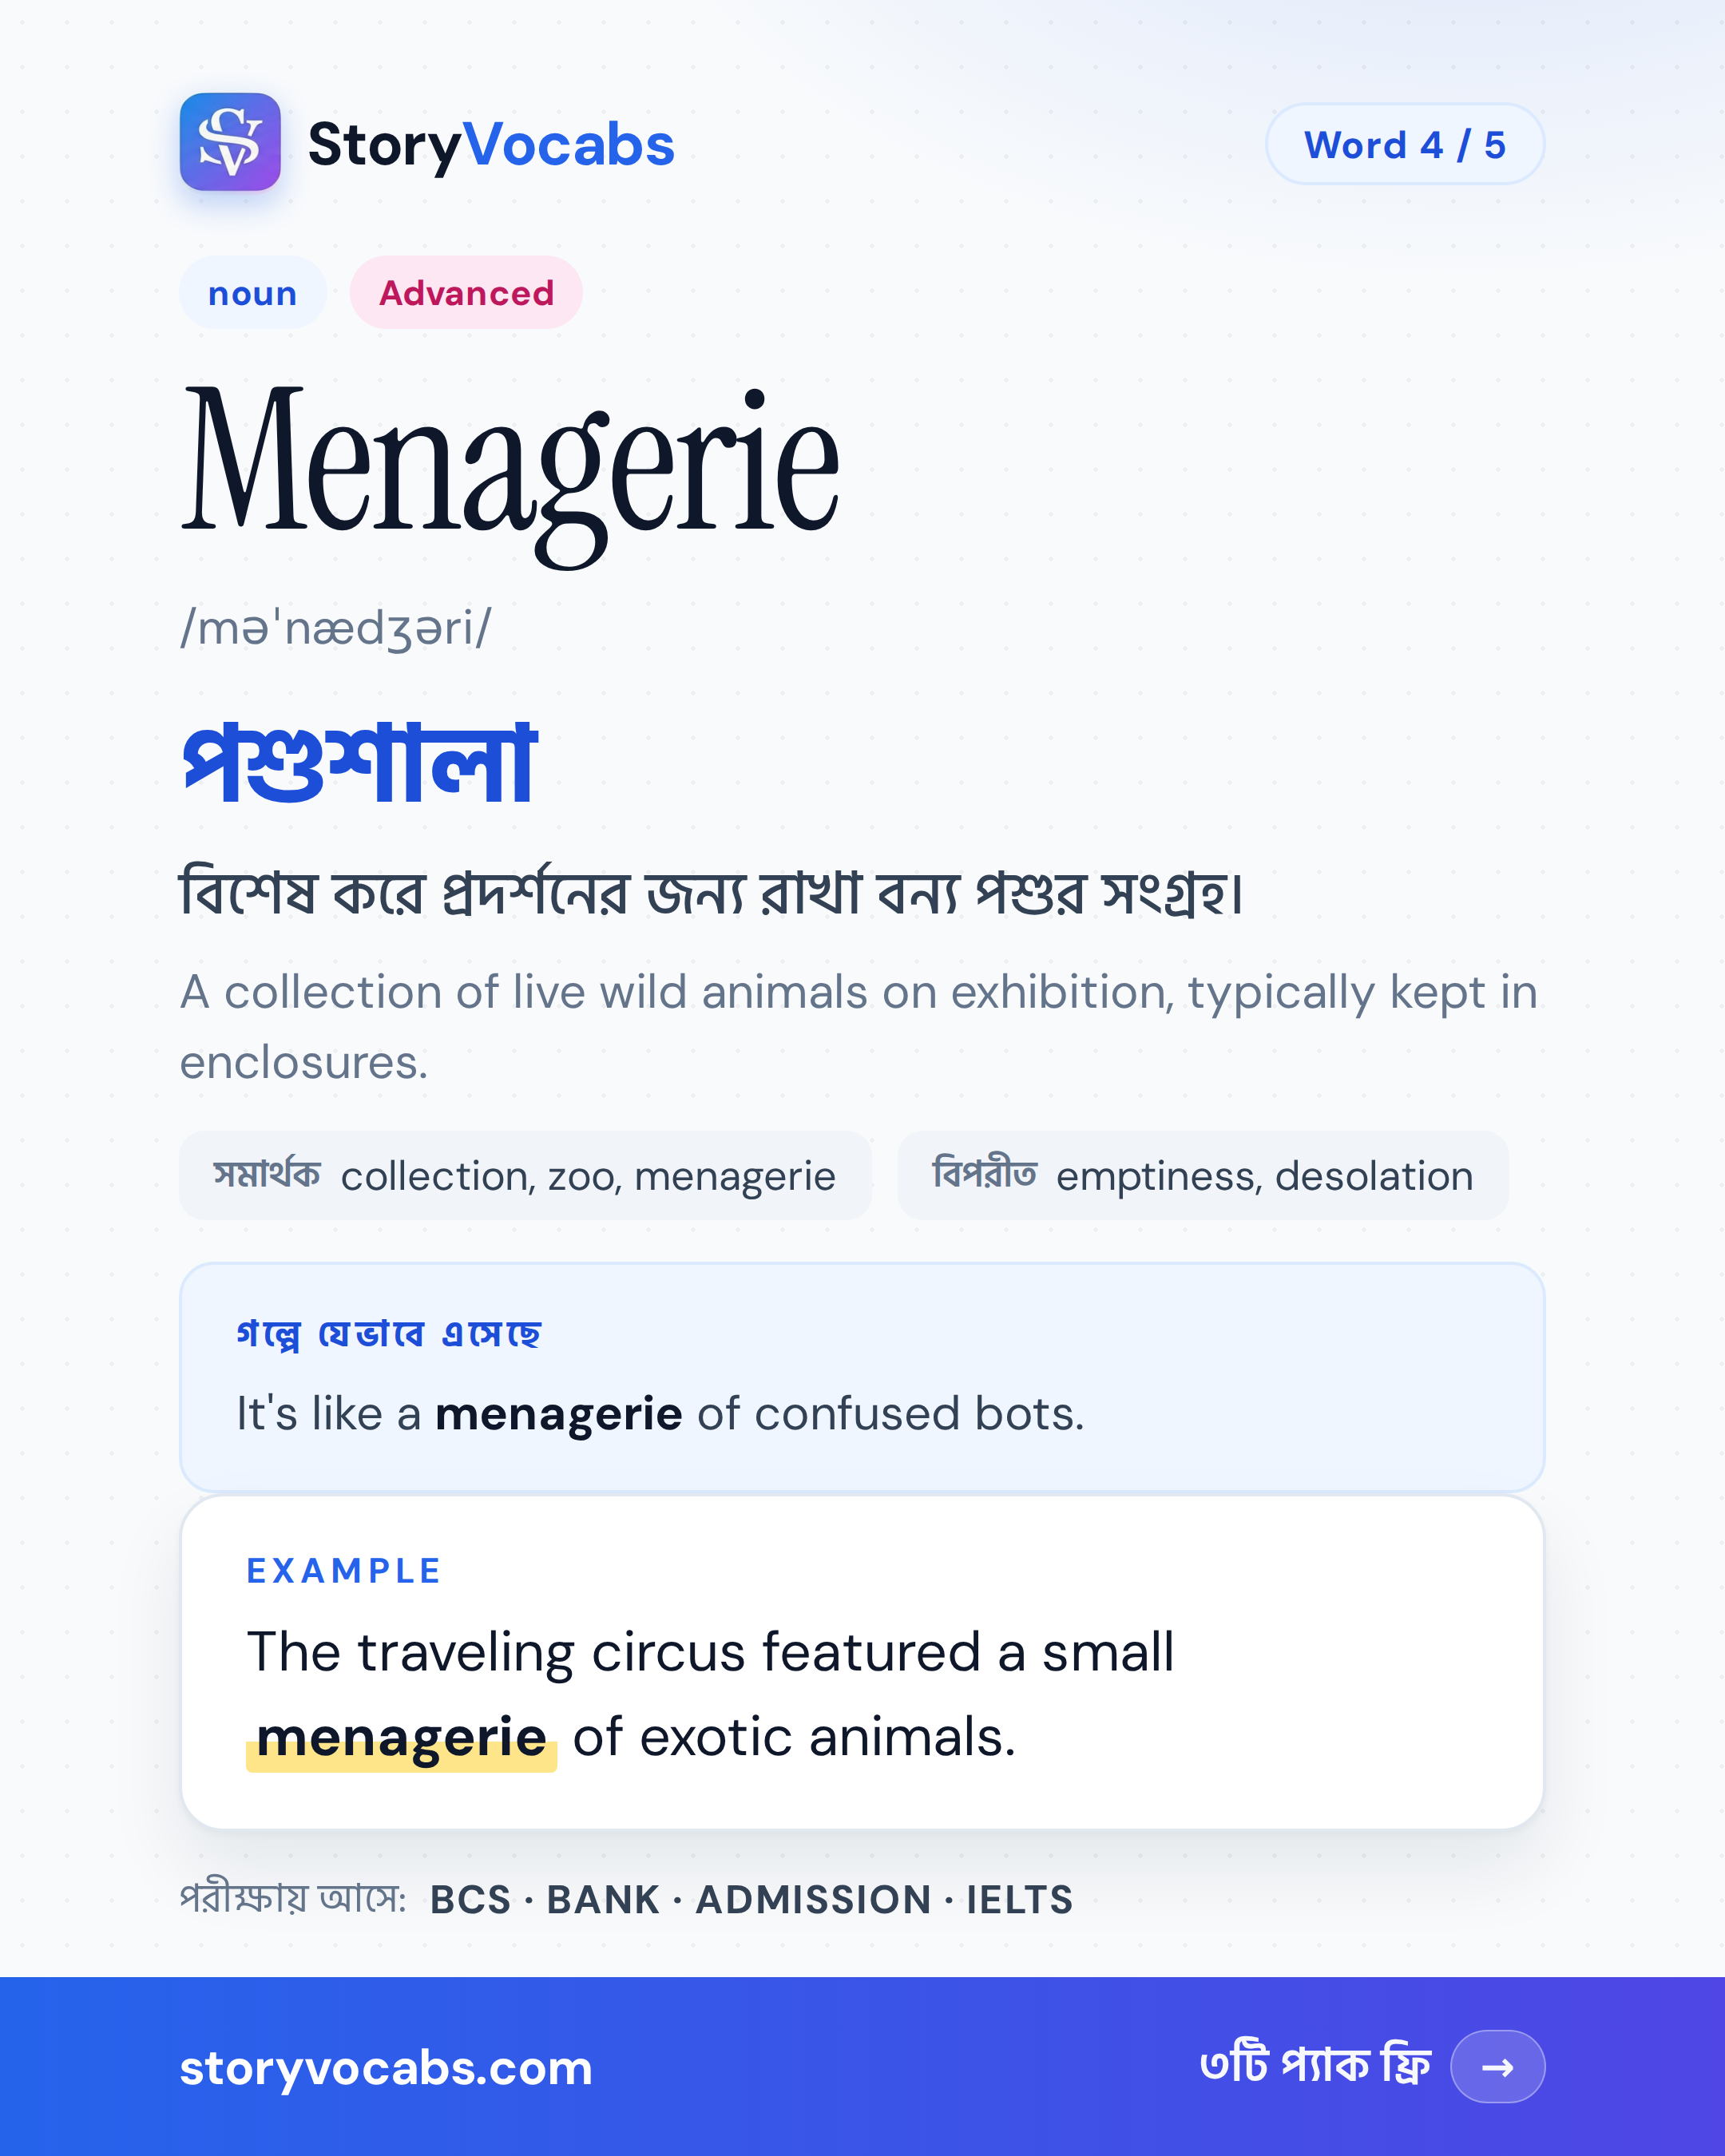 StoryVocabs
Word 4 / 5
noun
Advanced
Menagerie
/məˈnædʒəri/
পশুশালা
বিশেষ করে প্রদর্শনের জন্য রাখা বন্য পশুর সংগ্রহ।
A collection of live wild animals on exhibition, typically kept in
enclosures.
সমার্থক collection, zoo, menagerie
বিপরীত emptiness, desolation
গল্পে যেভাবে এসেছে
It's like a menagerie of confused bots.
EXAMPLE
The traveling circus featured a small
menagerie of exotic animals.
পরীক্ষায় আসে: BCS · BANK · ADMISSION · IELTS
storyvocabs.com
৩টি প্যাক ফ্রি →